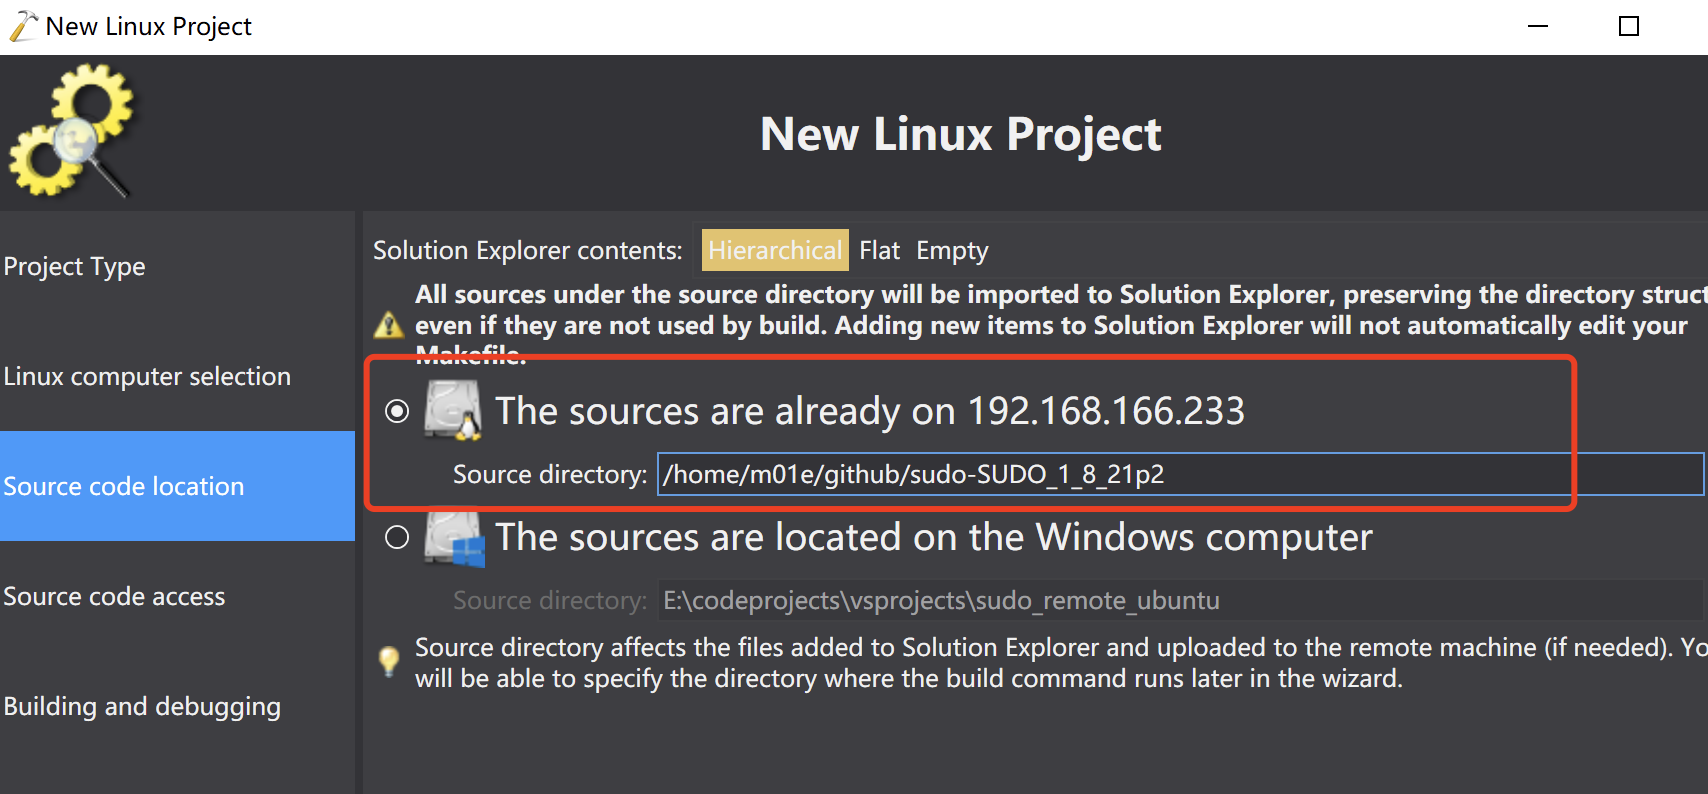 New Linux Project
New Linux Project
Project Type
Linux computer selection
Source code location
Source code access
Building and debugging
Solution Explorer contents: Hierarchical Flat Empty
All sources under the source directory will be imported to Solution Explorer, preserving the directory struct
even if they are not used by build. Adding new items to Solution Explorer will not automatically edit your
Makefile.
The sources are already on 192.168.166.233
Source directory: /home/m01e/github/sudo-SUDO_1_8_21p2
The sources are located on the Windows computer
Source directory: E:\codeprojects\vsprojects\sudo_remote_ubuntu
Source directory affects the files added to Solution Explorer and uploaded to the remote machine (if needed). Yo
will be able to specify the directory where the build command runs later in the wizard.